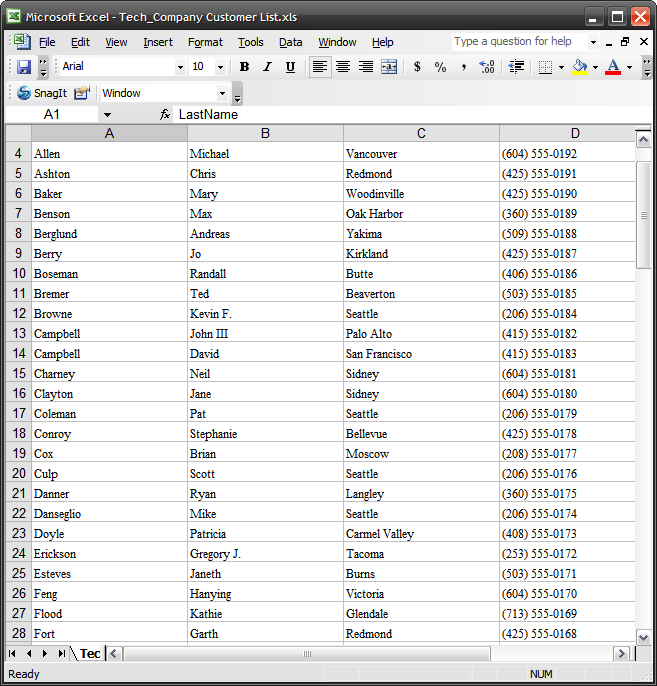 Microsoft Excel - Tech_Company Customer List.xls
File Edit View Insert Format Tools Data Window Help Type a question for help
Arial 10 B I U $ % ,
SnagIt Window
A1 fx LastName
A B C D
4 Allen Michael Vancouver (604) 555-0192
5 Ashton Chris Redmond (425) 555-0191
6 Baker Mary Woodinville (425) 555-0190
7 Benson Max Oak Harbor (360) 555-0189
8 Berglund Andreas Yakima (509) 555-0188
9 Berry Jo Kirkland (425) 555-0187
10 Boseman Randall Butte (406) 555-0186
11 Bremer Ted Beaverton (503) 555-0185
12 Browne Kevin F. Seattle (206) 555-0184
13 Campbell John III Palo Alto (415) 555-0182
14 Campbell David San Francisco (415) 555-0183
15 Charney Neil Sidney (604) 555-0181
16 Clayton Jane Sidney (604) 555-0180
17 Coleman Pat Seattle (206) 555-0179
18 Conroy Stephanie Bellevue (425) 555-0178
19 Cox Brian Moscow (208) 555-0177
20 Culp Scott Seattle (206) 555-0176
21 Danner Ryan Langley (360) 555-0175
22 Danseglio Mike Seattle (206) 555-0174
23 Doyle Patricia Carmel Valley (408) 555-0173
24 Erickson Gregory J. Tacoma (253) 555-0172
25 Esteves Janeth Burns (503) 555-0171
26 Feng Hanying Victoria (604) 555-0170
27 Flood Kathie Glendale (713) 555-0169
28 Fort Garth Redmond (425) 555-0168
Tec
Ready NUM